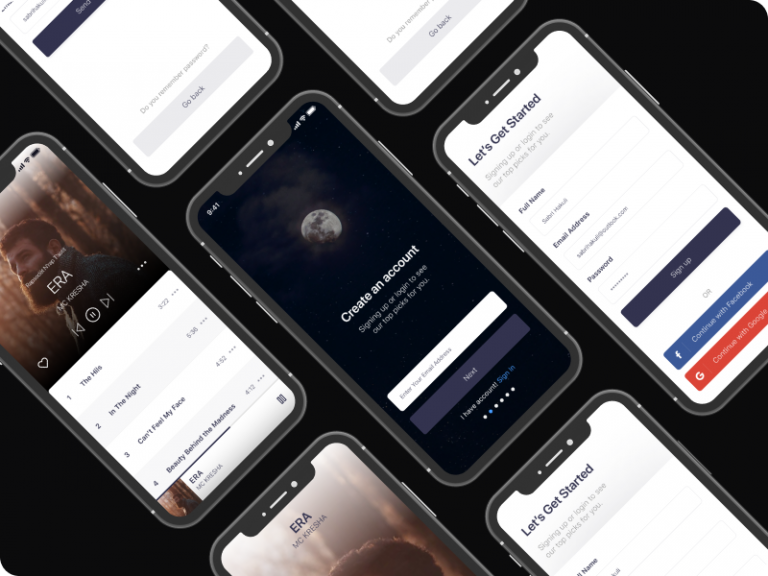 sabrihakuli
Send
Do you remember password?
Go back
Do you remember password?
Go back
Let's Get Started
Signing up or login to see
our top picks for you.
Full Name
Sabri Hakuli
Email Address
sabrihakuli@outlook.com
Password
Sign up
OR
Continue with Facebook
Continue with Google
9:41
Create an account
Signing up or login to see
our top picks for you.
Enter Your Email Address
Next
I have account! Sign In
ERA
MC KRESHA
1 The Hils 3:22
2 In The Night 5:36
3 Can't Feel My Face 4:52
4 Beauty Behind the Madness 4:12
ERA
MC KRESHA
ERA
MC KRESHA
Let's Get Started
Signing up or login to see
our top picks for you.